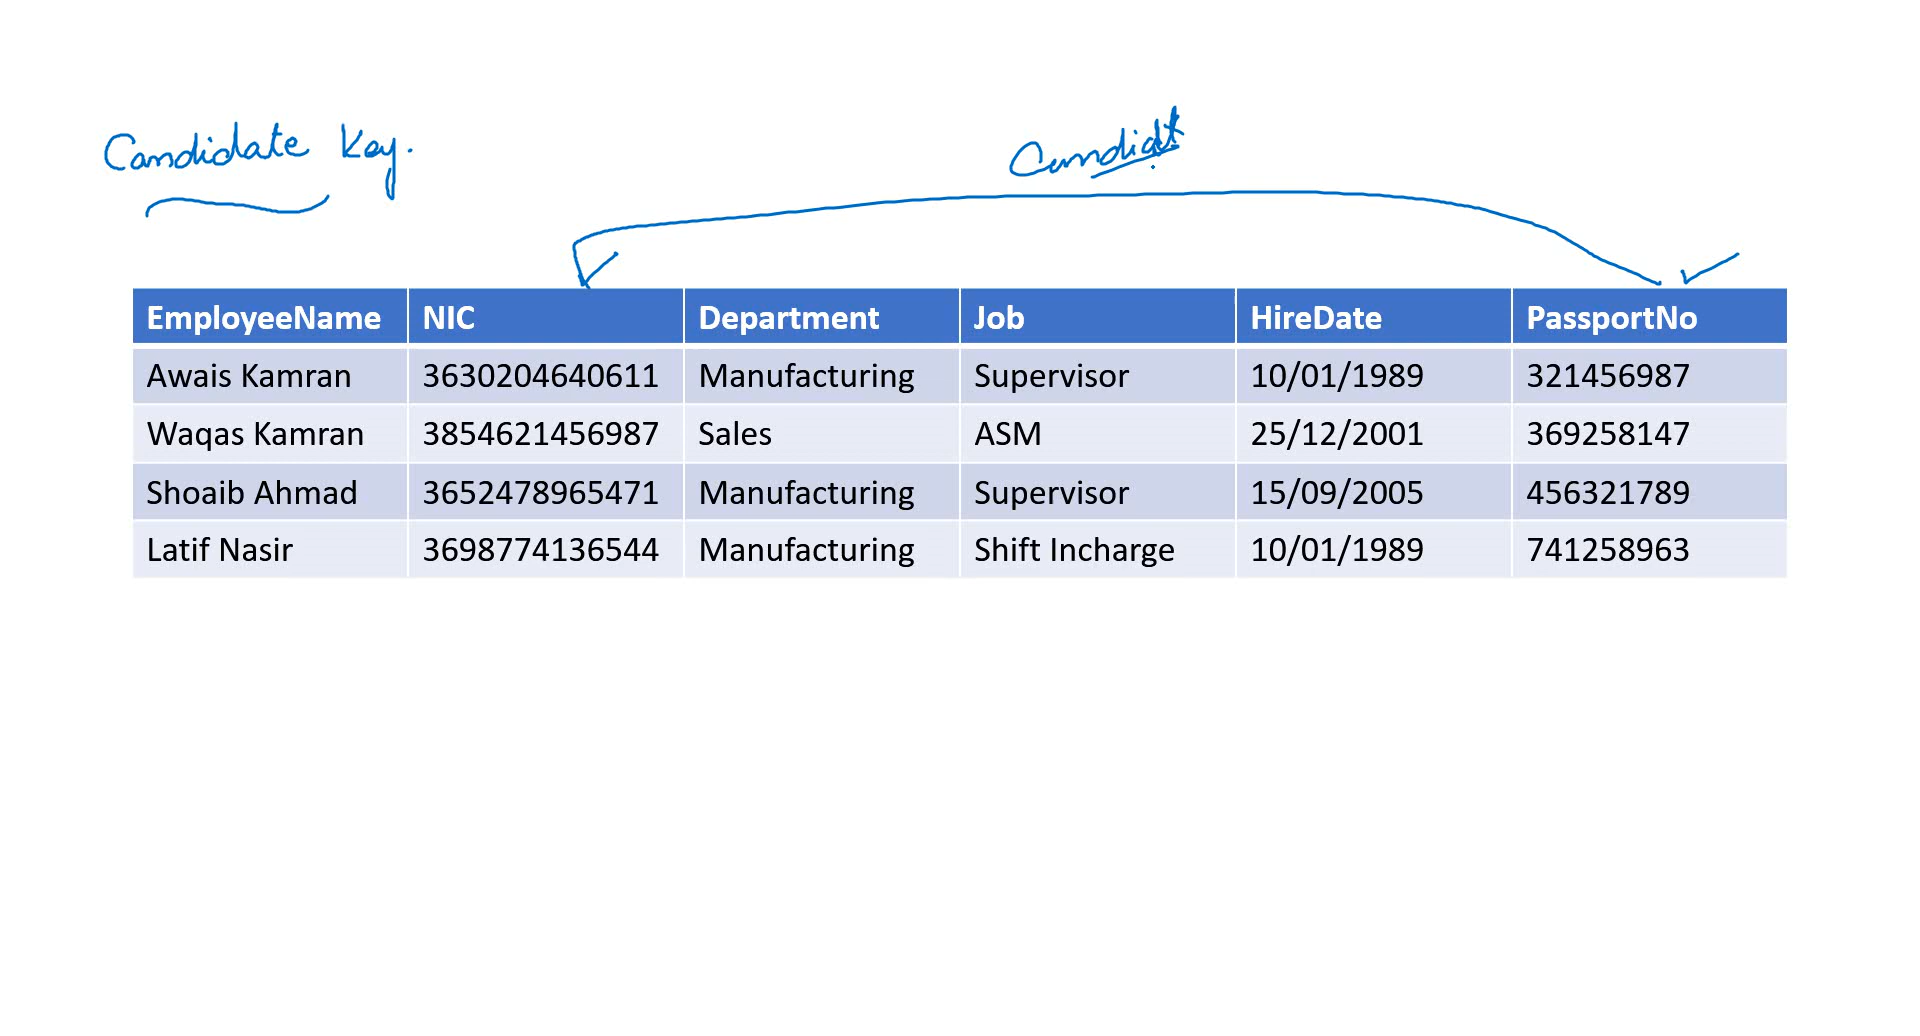 Candidate Key.
Candidat
EmployeeName NIC Department Job HireDate PassportNo
Awais Kamran 3630204640611 Manufacturing Supervisor 10/01/1989 321456987
Waqas Kamran 3854621456987 Sales ASM 25/12/2001 369258147
Shoaib Ahmad 3652478965471 Manufacturing Supervisor 15/09/2005 456321789
Latif Nasir 3698774136544 Manufacturing Shift Incharge 10/01/1989 741258963